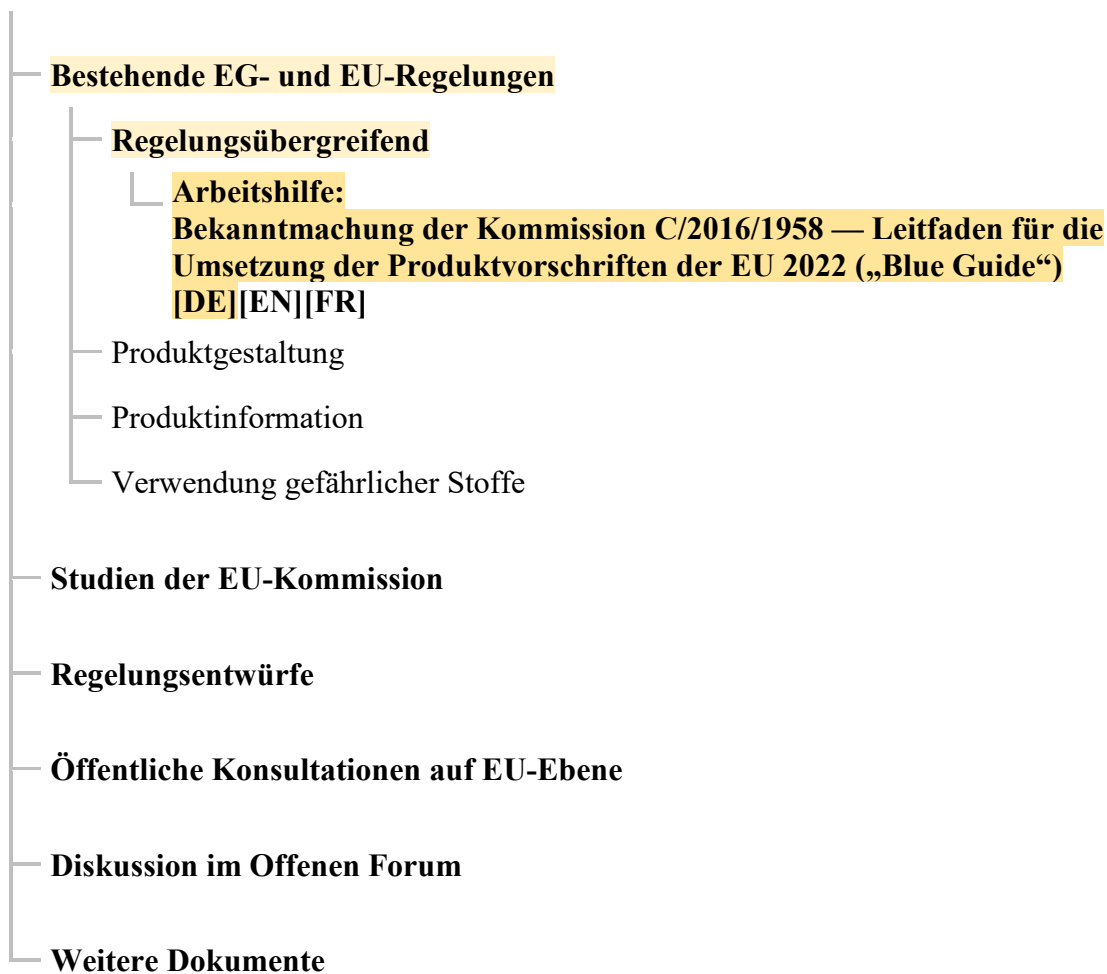 Bestehende EG- und EU-Regelungen
Regelungsübergreifend
Arbeitshilfe:
Bekanntmachung der Kommission C/2016/1958 — Leitfaden für die
Umsetzung der Produktvorschriften der EU 2022 („Blue Guide“)
[DE][EN][FR]
Produktgestaltung
Produktinformation
Verwendung gefährlicher Stoffe
Studien der EU-Kommission
Regelungsentwürfe
Öffentliche Konsultationen auf EU-Ebene
Diskussion im Offenen Forum
Weitere Dokumente